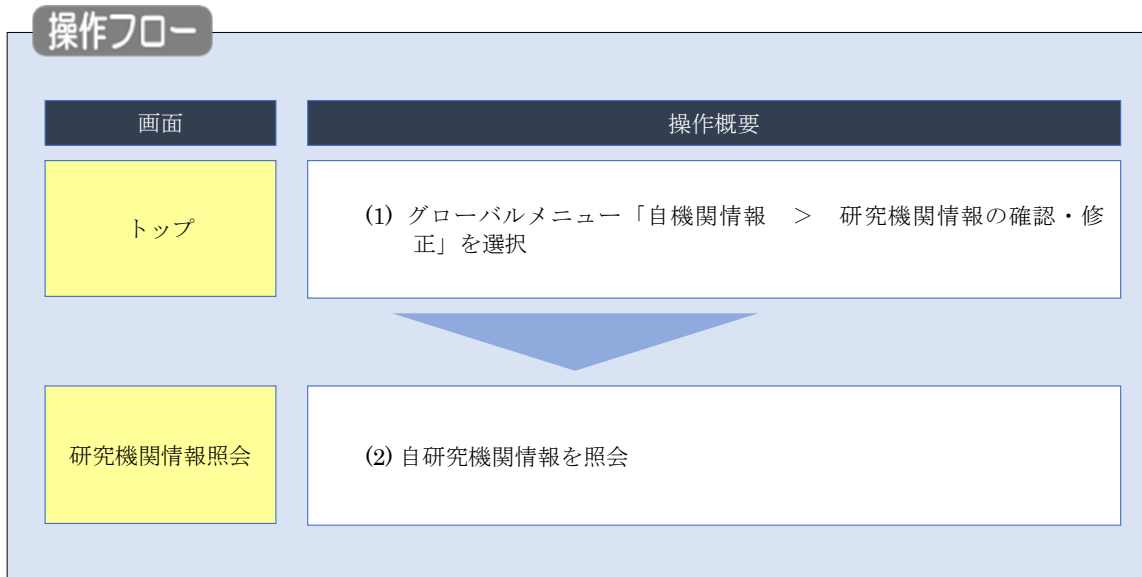 操作フロー
画面
操作概要
トップ
(1) グローバルメニュー「自機関情報　＞　研究機関情報の確認・修
正」を選択
研究機関情報照会
(2) 自研究機関情報を照会